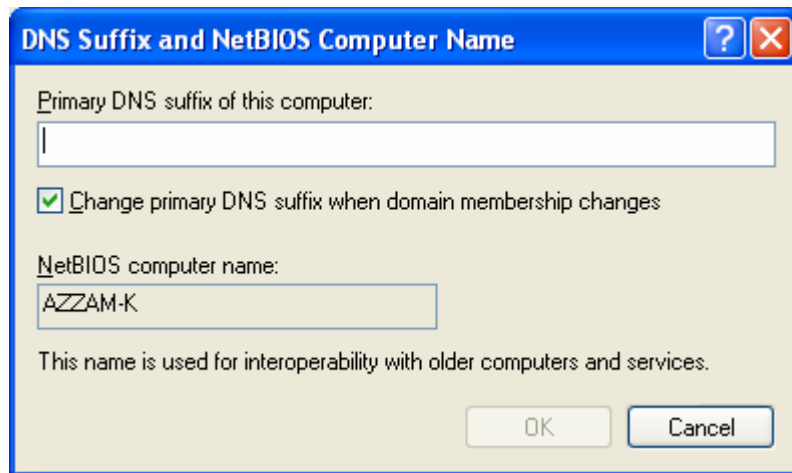 DNS Suffix and NetBIOS Computer Name
Primary DNS suffix of this computer:
Change primary DNS suffix when domain membership changes
NetBIOS computer name:
AZZAM-K
This name is used for interoperability with older computers and services.
OK Cancel